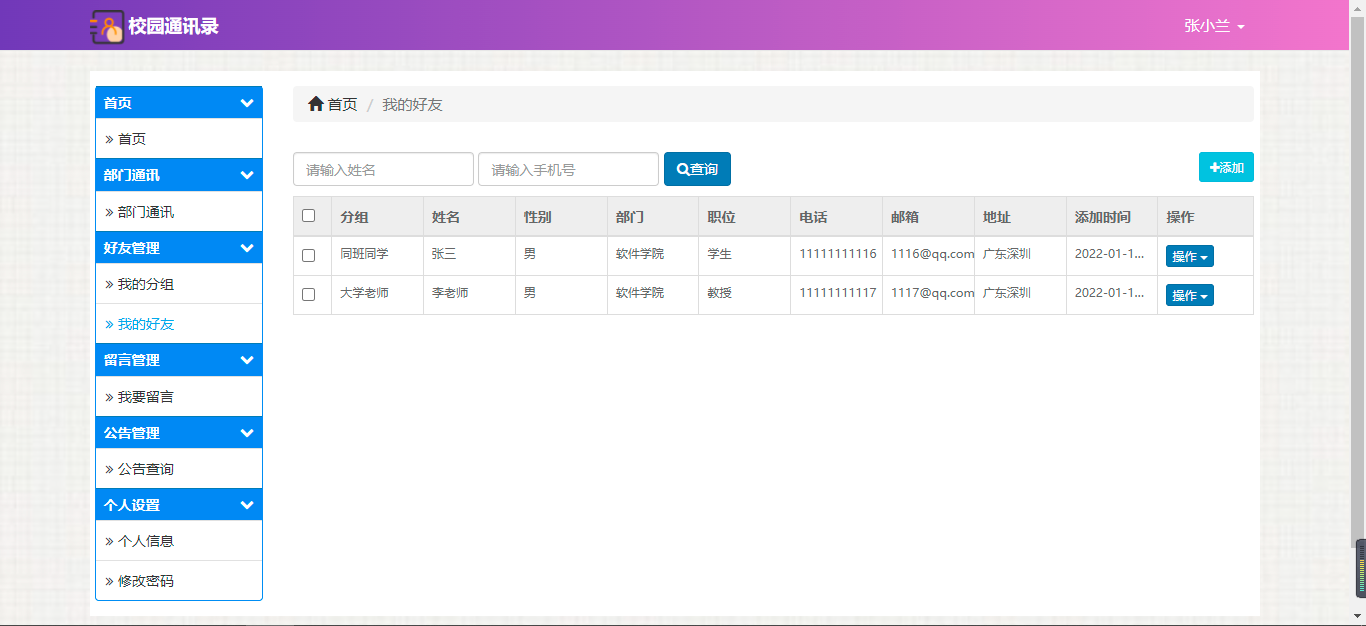 校园通讯录
张小兰
首页
首页
部门通讯
部门通讯
好友管理
我的分组
我的好友
留言管理
我要留言
公告管理
公告查询
个人设置
个人信息
修改密码
首页 / 我的好友
请输入姓名 请输入手机号 查询 添加
分组 姓名 性别 部门 职位 电话 邮箱 地址 添加时间 操作
同班同学 张三 男 软件学院 学生 11111111116 1116@qq.com 广东深圳 2022-01-1... 操作
大学老师 李老师 男 软件学院 教授 11111111117 1117@qq.com 广东深圳 2022-01-1... 操作